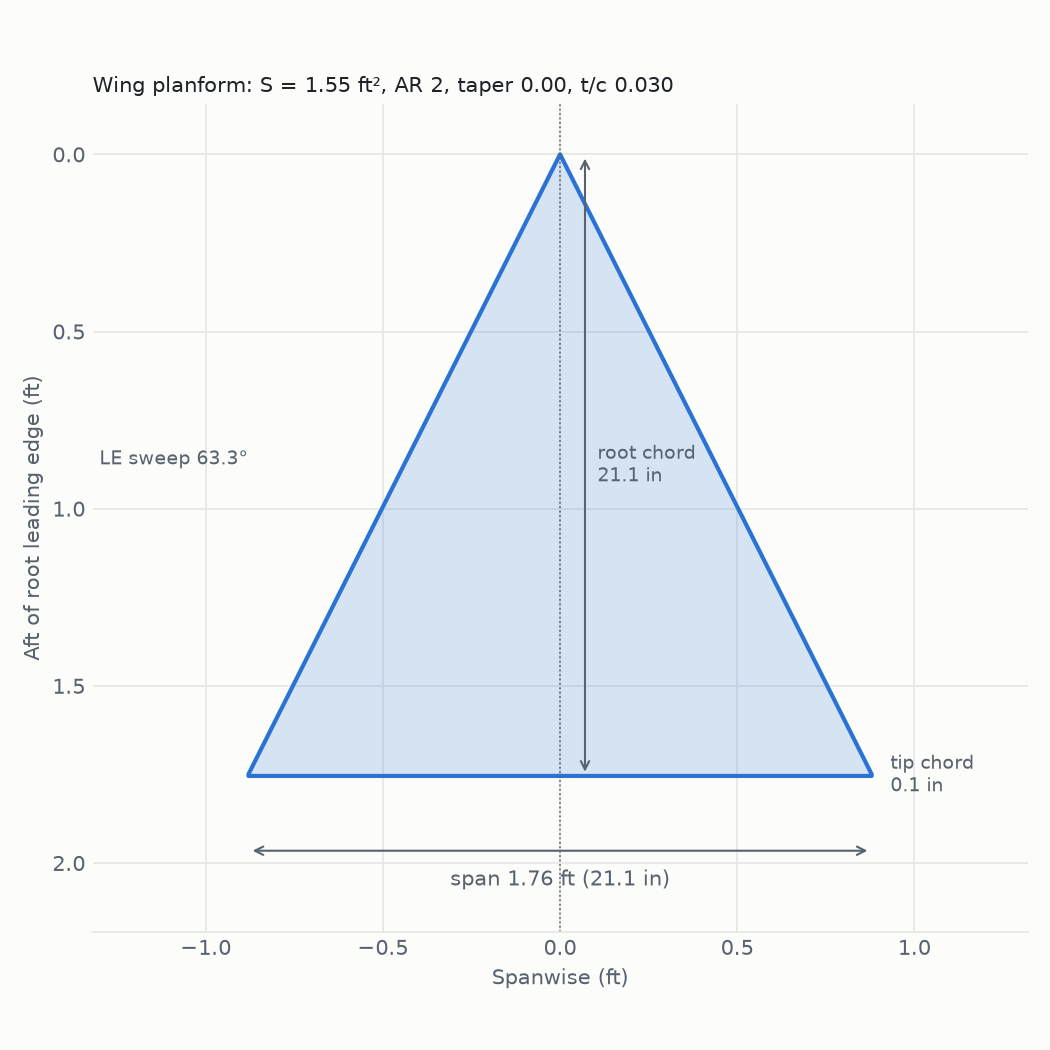 Wing planform: S = 1.55 ft², AR 2, taper 0.00, t/c 0.030
0.0
0.5
1.0
1.5
2.0
Aft of root leading edge (ft)
LE sweep 63.3°
root chord
21.1 in
tip chord
0.1 in
span 1.76 ft (21.1 in)
−1.0
−0.5
0.0
0.5
1.0
Spanwise (ft)